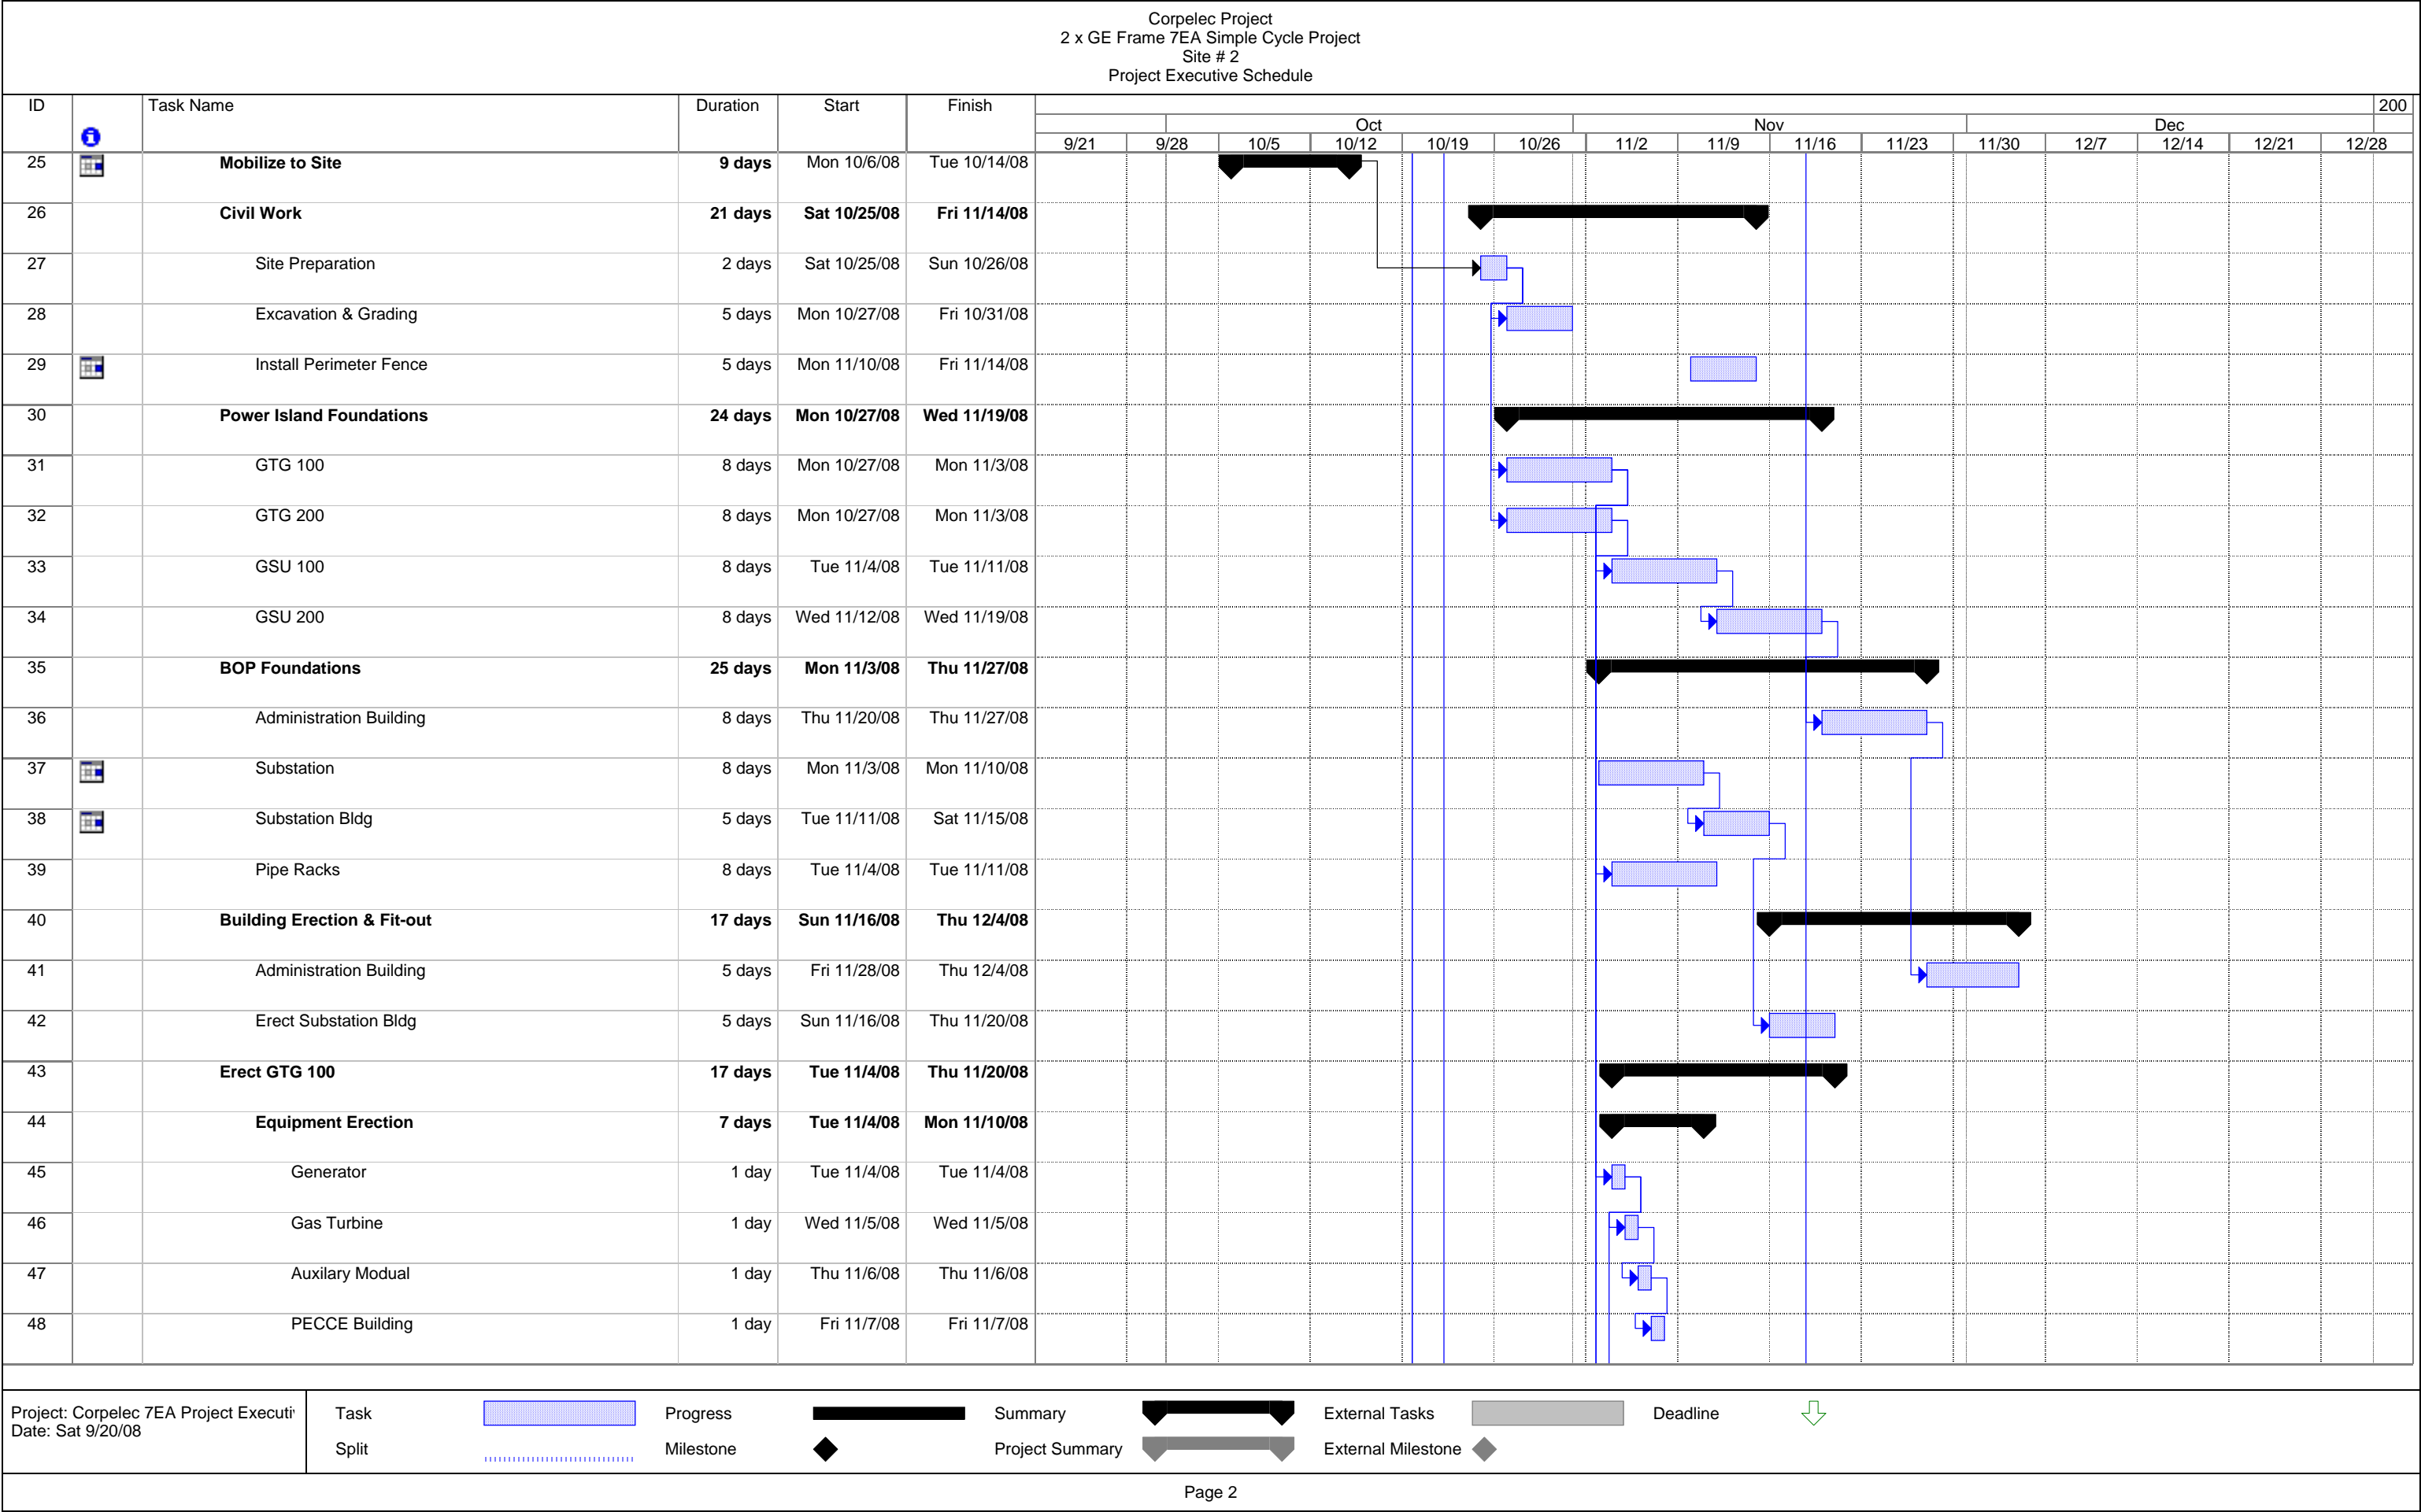 Corpelec Project
2 x GE Frame 7EA Simple Cycle Project
Site # 2
Project Executive Schedule
ID Task Name Duration Start Finish 200
Oct Nov Dec
9/21 9/28 10/5 10/12 10/19 10/26 11/2 11/9 11/16 11/23 11/30 12/7 12/14 12/21 12/28
25 Mobilize to Site 9 days Mon 10/6/08 Tue 10/14/08
26 Civil Work 21 days Sat 10/25/08 Fri 11/14/08
27 Site Preparation 2 days Sat 10/25/08 Sun 10/26/08
28 Excavation & Grading 5 days Mon 10/27/08 Fri 10/31/08
29 Install Perimeter Fence 5 days Mon 11/10/08 Fri 11/14/08
30 Power Island Foundations 24 days Mon 10/27/08 Wed 11/19/08
31 GTG 100 8 days Mon 10/27/08 Mon 11/3/08
32 GTG 200 8 days Mon 10/27/08 Mon 11/3/08
33 GSU 100 8 days Tue 11/4/08 Tue 11/11/08
34 GSU 200 8 days Wed 11/12/08 Wed 11/19/08
35 BOP Foundations 25 days Mon 11/3/08 Thu 11/27/08
36 Administration Building 8 days Thu 11/20/08 Thu 11/27/08
37 Substation 8 days Mon 11/3/08 Mon 11/10/08
38 Substation Bldg 5 days Tue 11/11/08 Sat 11/15/08
39 Pipe Racks 8 days Tue 11/4/08 Tue 11/11/08
40 Building Erection & Fit-out 17 days Sun 11/16/08 Thu 12/4/08
41 Administration Building 5 days Fri 11/28/08 Thu 12/4/08
42 Erect Substation Bldg 5 days Sun 11/16/08 Thu 11/20/08
43 Erect GTG 100 17 days Tue 11/4/08 Thu 11/20/08
44 Equipment Erection 7 days Tue 11/4/08 Mon 11/10/08
45 Generator 1 day Tue 11/4/08 Tue 11/4/08
46 Gas Turbine 1 day Wed 11/5/08 Wed 11/5/08
47 Auxilary Modual 1 day Thu 11/6/08 Thu 11/6/08
48 PECCE Building 1 day Fri 11/7/08 Fri 11/7/08
Project: Corpelec 7EA Project Executi
Date: Sat 9/20/08
Task Progress Summary External Tasks Deadline
Split Milestone Project Summary External Milestone
Page 2